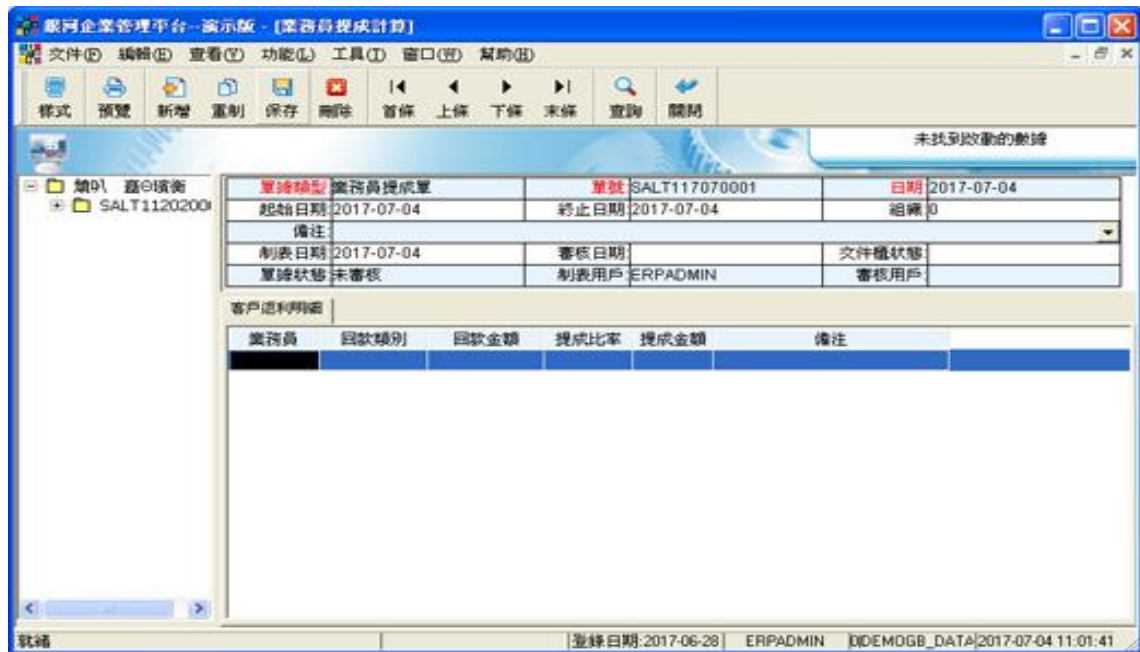 銀河企業管理平台--演示版 - [業務員提成計算]
文件(F) 編輯(E) 查看(Y) 功能(L) 工具(T) 窗口(W) 幫助(H)
樣式 預覽 新增 重制 保存 刪除 首條 上條 下條 末條 查詢 關閉
未找到改動的數據
SALT1120200
單據類型 業務員提成單 單號 SALT117070001 日期 2017-07-04
起始日期 2017-07-04 終止日期 2017-07-04 組織 0
備注
制表日期 2017-07-04 審核日期 文件櫃狀態
單據狀態 未審核 制表用戶 ERPADMIN 審核用戶
客戶返利明細
業務員 回款類別 回款金額 提成比率 提成金額 備注
就緒 登錄日期:2017-06-28 ERPADMIN 0|DEMOGB_DATA 2017-07-04 11:01:41